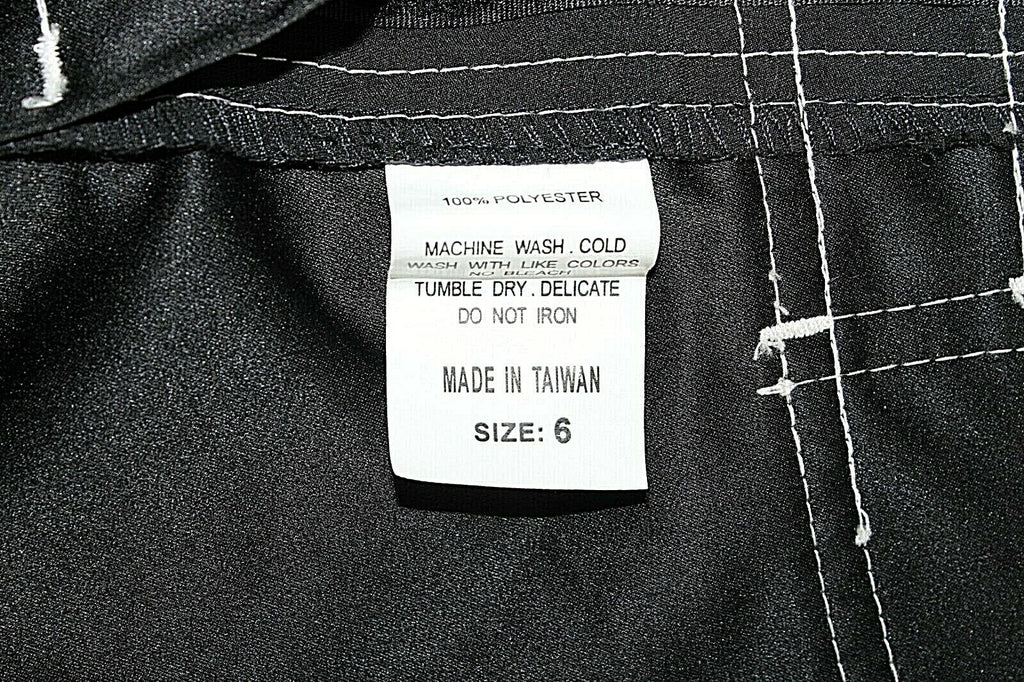 100% POLYESTER
MACHINE WASH. COLD
WASH WITH LIKE COLORS
NO BLEACH
TUMBLE DRY. DELICATE
DO NOT IRON
MADE IN TAIWAN
SIZE: 6